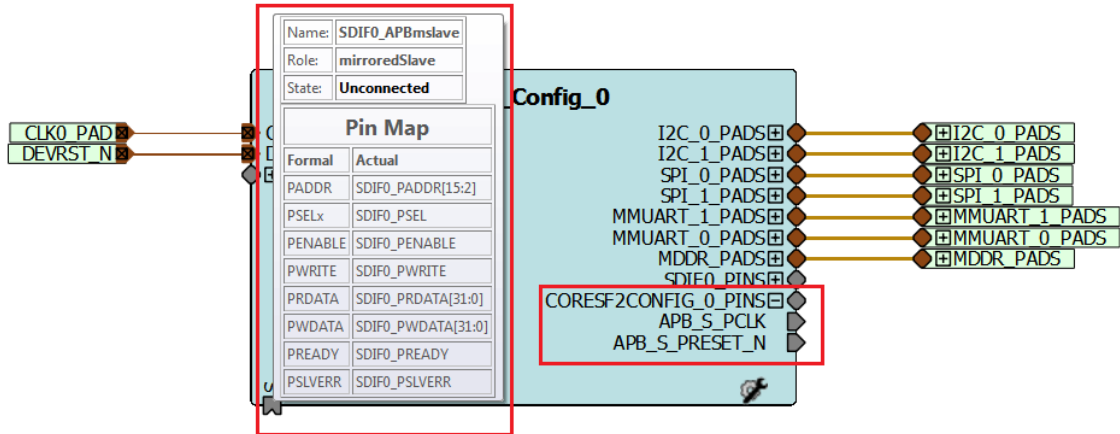 Name: SDIF0_APBmslave
Role: mirroredSlave
State: Unconnected
Pin Map
Formal Actual
PADDR SDIF0_PADDR[15:2]
PSELx SDIF0_PSEL
PENABLE SDIF0_PENABLE
PWRITE SDIF0_PWRITE
PRDATA SDIF0_PRDATA[31:0]
PWDATA SDIF0_PWDATA[31:0]
PREADY SDIF0_PREADY
PSLVERR SDIF0_PSLVERR
_Config_0
CLK0_PAD
DEVRST_N
I2C_0_PADS
I2C_1_PADS
SPI_0_PADS
SPI_1_PADS
MMUART_1_PADS
MMUART_0_PADS
MDDR_PADS
SDIF0_PINS
CORESF2CONFIG_0_PINS
APB_S_PCLK
APB_S_PRESET_N
I2C_0_PADS
I2C_1_PADS
SPI_0_PADS
SPI_1_PADS
MMUART_1_PADS
MMUART_0_PADS
MDDR_PADS